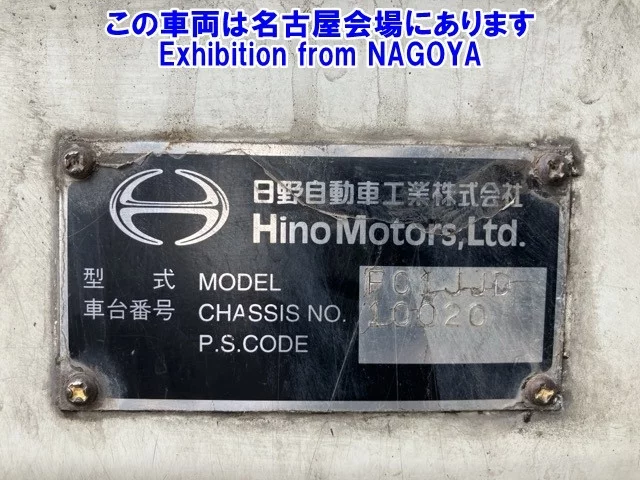 この車両は名古屋会場にあります
Exhibition from NAGOYA
日野自動車工業株式会社
Hino Motors, Ltd.
型式 MODEL FC1JJD
車台番号 CHASSIS NO. 10020
P.S.CODE